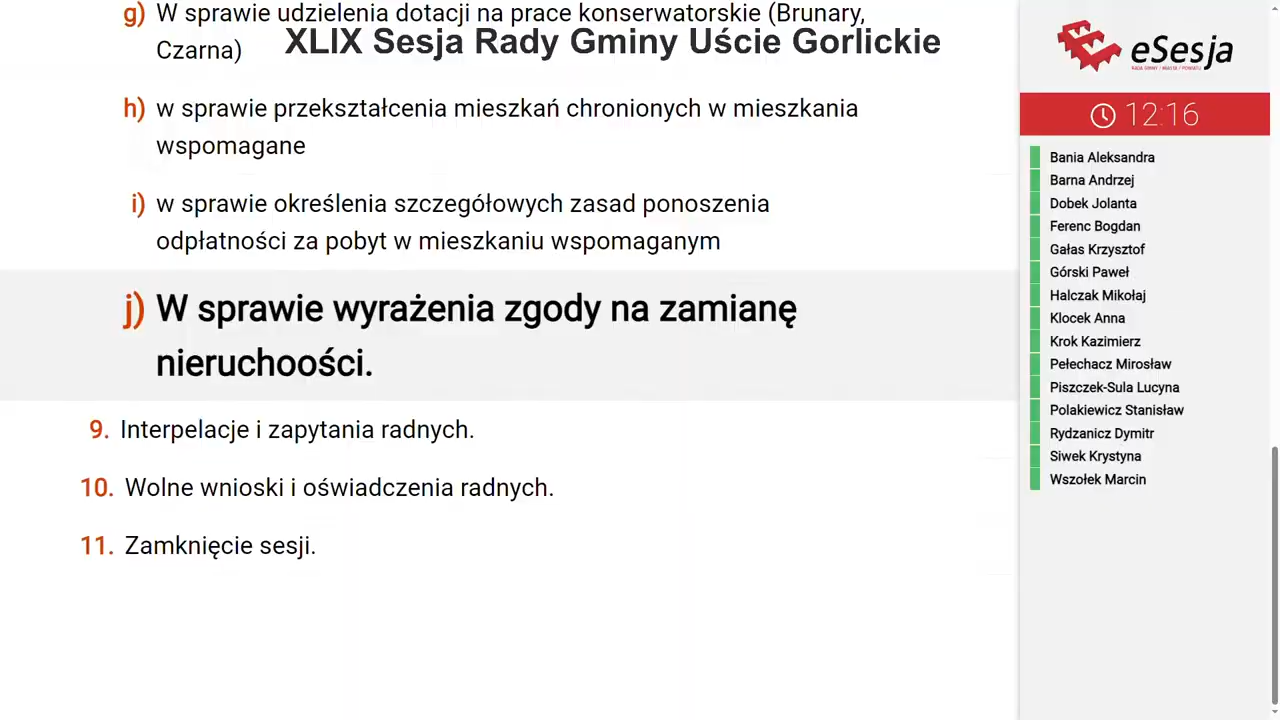 g) W sprawie udzielenia dotacji na prace konserwatorskie (Brunary,
Czarna)
XLIX Sesja Rady Gminy Uście Gorlickie
h) w sprawie przekształcenia mieszkań chronionych w mieszkania
wspomagane
i) w sprawie określenia szczegółowych zasad ponoszenia
odpłatności za pobyt w mieszkaniu wspomaganym
j) W sprawie wyrażenia zgody na zamianę
nieruchoości.
9. Interpelacje i zapytania radnych.
10. Wolne wnioski i oświadczenia radnych.
11. Zamknięcie sesji.
eSesja
RADA GMINY / MIASTA / POWIATU
12:16
Bania Aleksandra
Barna Andrzej
Dobek Jolanta
Ferenc Bogdan
Gałas Krzysztof
Górski Paweł
Halczak Mikołaj
Klocek Anna
Krok Kazimierz
Pełechacz Mirosław
Piszczek-Sula Lucyna
Polakiewicz Stanisław
Rydzanicz Dymitr
Siwek Krystyna
Wszołek Marcin